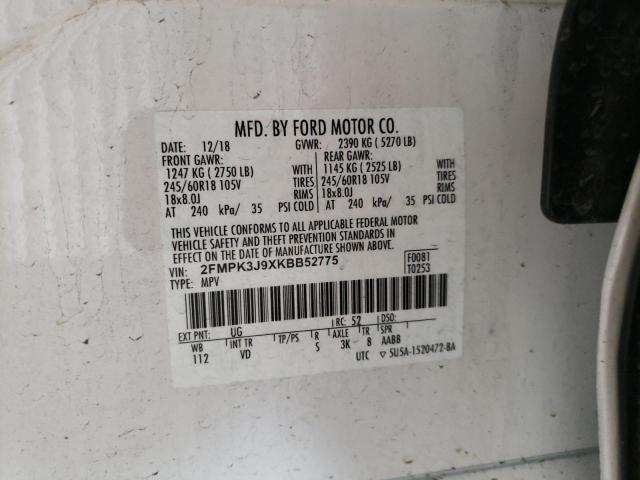 MFD. BY FORD MOTOR CO.
DATE: 12/18 GVWR: 2390 KG ( 5270 LB)
FRONT GAWR: REAR GAWR:
1247 KG ( 2750 LB) WITH 1145 KG ( 2525 LB) WITH
245/60R18 105V TIRES 245/60R18 105V TIRES
18x8.0J RIMS 18x8.0J RIMS
AT 240 kPa/ 35 PSI COLD AT 240 kPa/ 35 PSI COLD
THIS VEHICLE CONFORMS TO ALL APPLICABLE FEDERAL MOTOR
VEHICLE SAFETY AND THEFT PREVENTION STANDARDS IN
EFFECT ON THE DATE OF MANUFACTURE SHOWN ABOVE.
VIN: 2FMPK3J9XKBB52775 F0081
TYPE: MPV T0253
EXT PNT: UG RC: 52 DSO:
WB INT TR TP/PS R AXLE TR SPR
112 VD S 3K 8 AABB
UTC ▽ 5U5A-1520472-BA